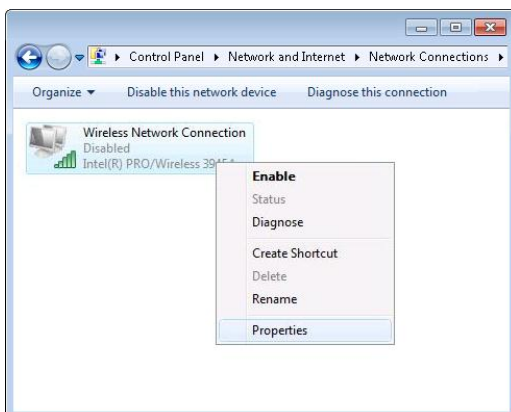 Control Panel ▸ Network and Internet ▸ Network Connections ▸
Organize ▾ Disable this network device Diagnose this connection
Wireless Network Connection
Disabled
Intel(R) PRO/Wireless
Enable
Status
Diagnose
Create Shortcut
Delete
Rename
Properties